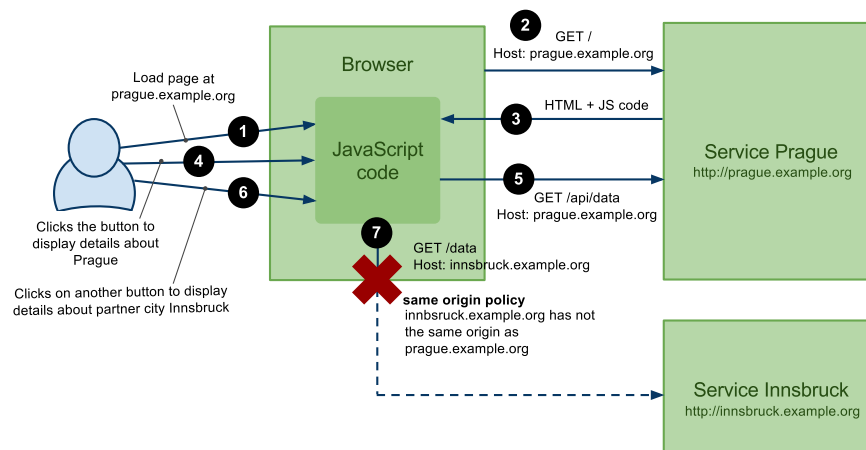 2
GET /
Host: prague.example.org
Browser
Load page at
prague.example.org
1
HTML + JS code
3
JavaScript
code
Service Prague
http://prague.example.org
4
5
GET /api/data
Host: prague.example.org
6
Clicks the button to
display details about
Prague
7
GET /data
Host: innsbruck.example.org
Clicks on another button to display
details about partner city Innsbruck
same origin policy
innbsruck.example.org has not
the same origin as
prague.example.org
Service Innsbruck
http://innsbruck.example.org